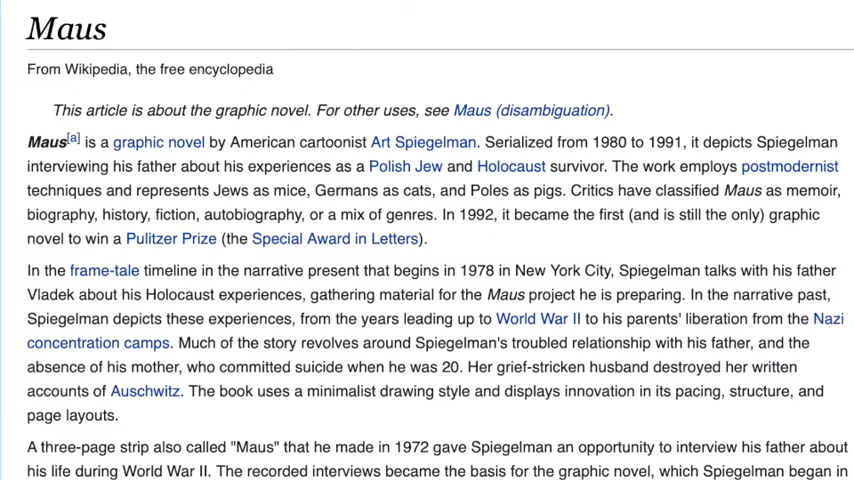 Maus
From Wikipedia, the free encyclopedia
This article is about the graphic novel. For other uses, see Maus (disambiguation).
Maus[a] is a graphic novel by American cartoonist Art Spiegelman. Serialized from 1980 to 1991, it depicts Spiegelman
interviewing his father about his experiences as a Polish Jew and Holocaust survivor. The work employs postmodernist
techniques and represents Jews as mice, Germans as cats, and Poles as pigs. Critics have classified Maus as memoir,
biography, history, fiction, autobiography, or a mix of genres. In 1992, it became the first (and is still the only) graphic
novel to win a Pulitzer Prize (the Special Award in Letters).
In the frame-tale timeline in the narrative present that begins in 1978 in New York City, Spiegelman talks with his father
Vladek about his Holocaust experiences, gathering material for the Maus project he is preparing. In the narrative past,
Spiegelman depicts these experiences, from the years leading up to World War II to his parents' liberation from the Nazi
concentration camps. Much of the story revolves around Spiegelman's troubled relationship with his father, and the
absence of his mother, who committed suicide when he was 20. Her grief-stricken husband destroyed her written
accounts of Auschwitz. The book uses a minimalist drawing style and displays innovation in its pacing, structure, and
page layouts.
A three-page strip also called "Maus" that he made in 1972 gave Spiegelman an opportunity to interview his father about
his life during World War II. The recorded interviews became the basis for the graphic novel, which Spiegelman began in